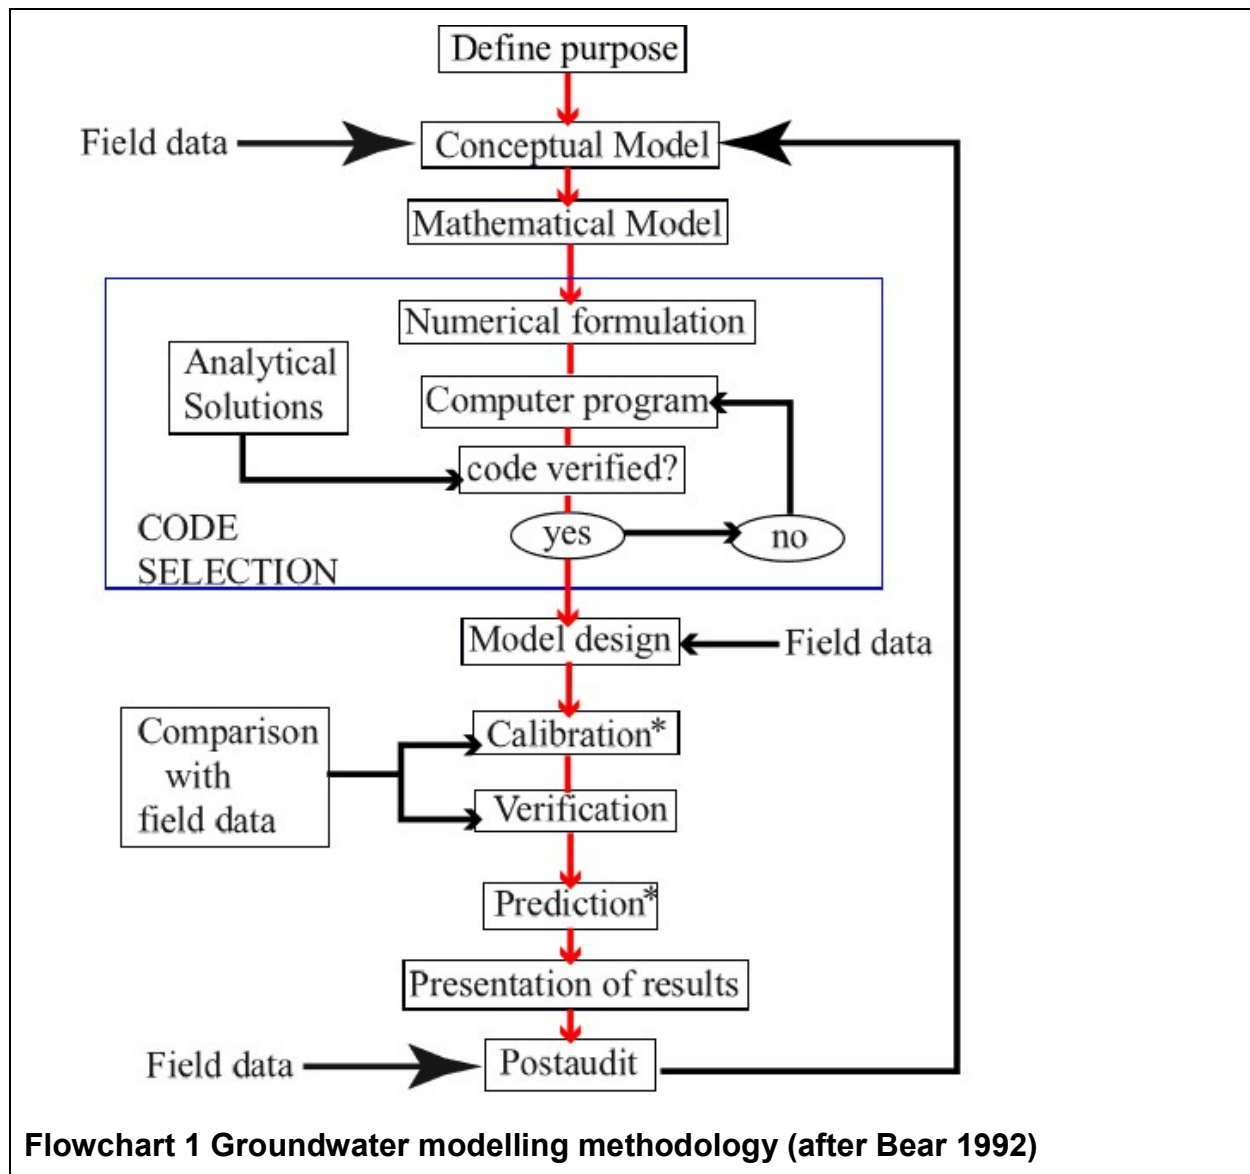 Define purpose
Field data
Conceptual Model
Mathematical Model
Numerical formulation
Analytical
Solutions
Computer program
code verified?
yes
no
CODE
SELECTION
Model design
Field data
Comparison
with
field data
Calibration*
Verification
Prediction*
Presentation of results
Field data
Postaudit
Flowchart 1 Groundwater modelling methodology (after Bear 1992)